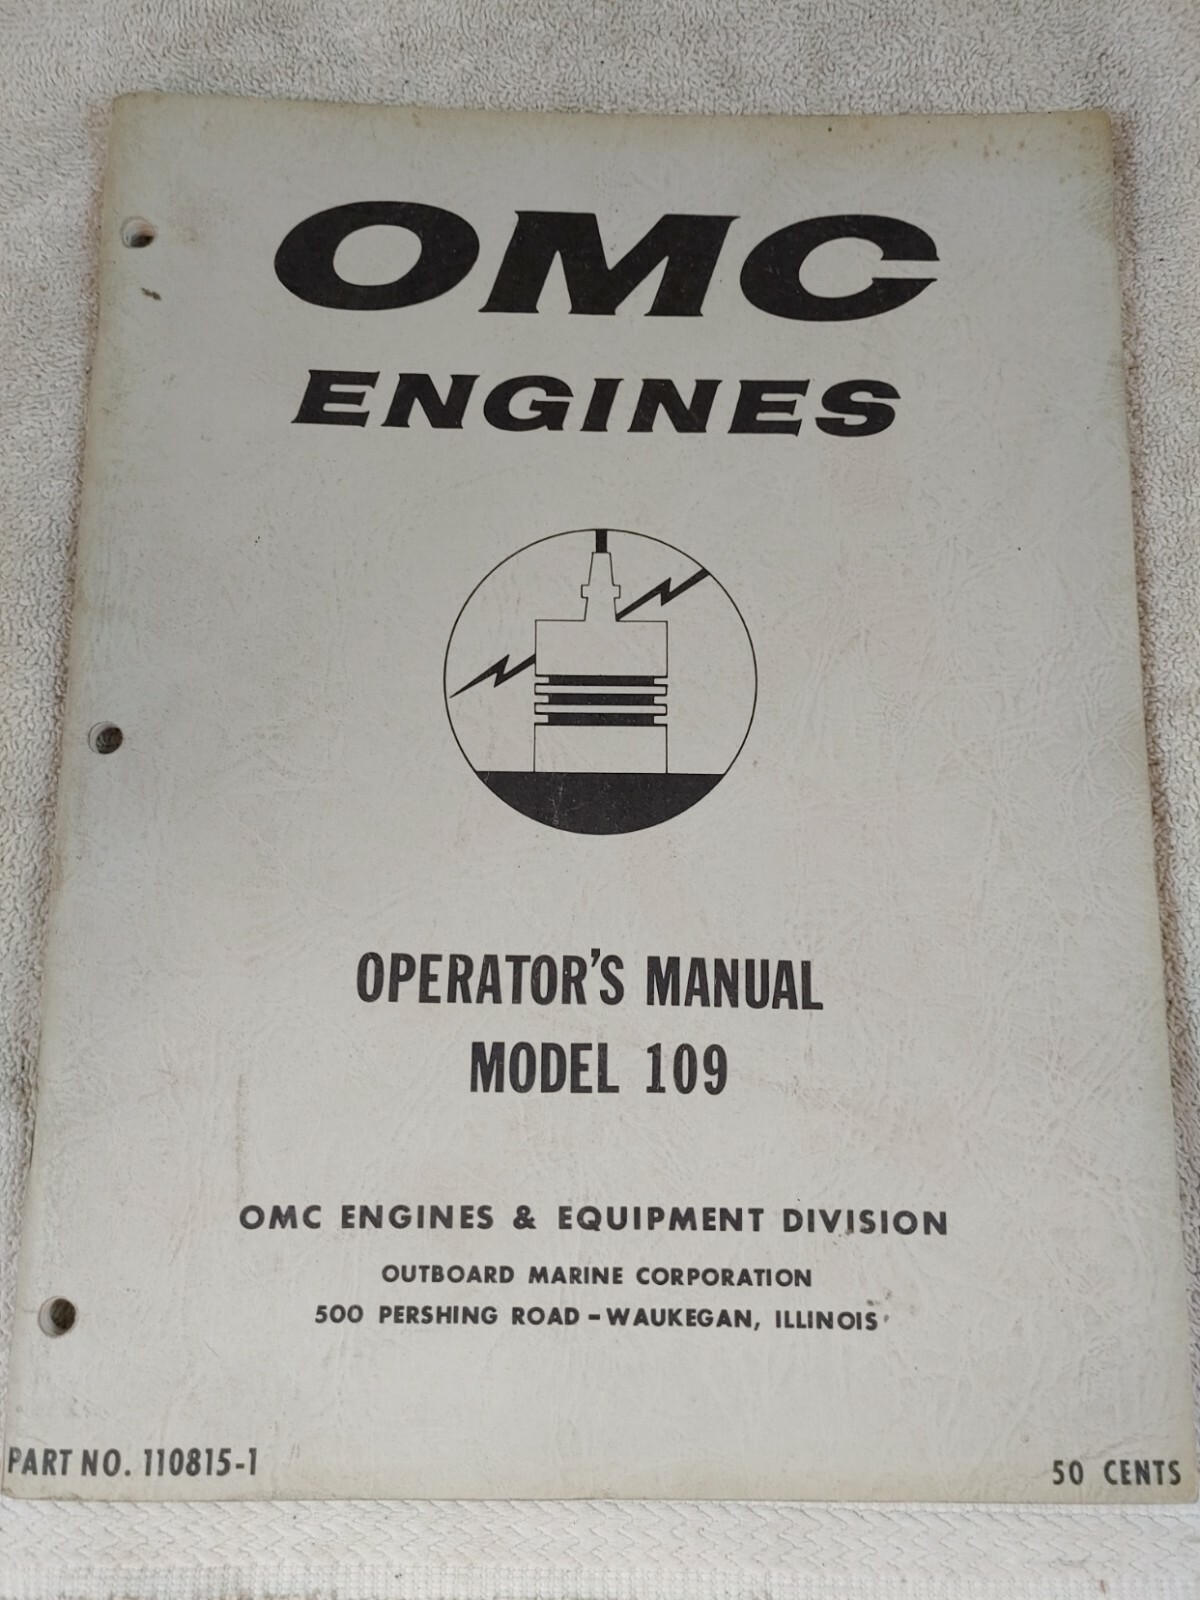 OMC
ENGINES
OPERATOR'S MANUAL
MODEL 109
OMC ENGINES & EQUIPMENT DIVISION
OUTBOARD MARINE CORPORATION
500 PERSHING ROAD – WAUKEGAN, ILLINOIS
PART NO. 110815-1
50 CENTS